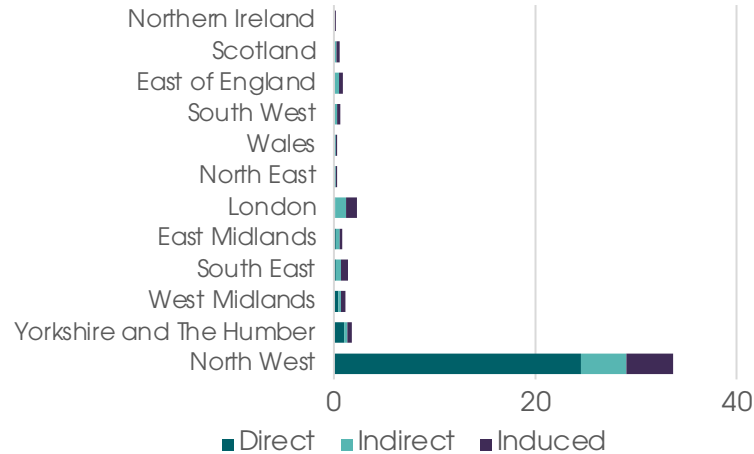 Northern Ireland
Scotland
East of England
South West
Wales
North East
London
East Midlands
South East
West Midlands
Yorkshire and The Humber
North West
0 20 40
Direct Indirect Induced